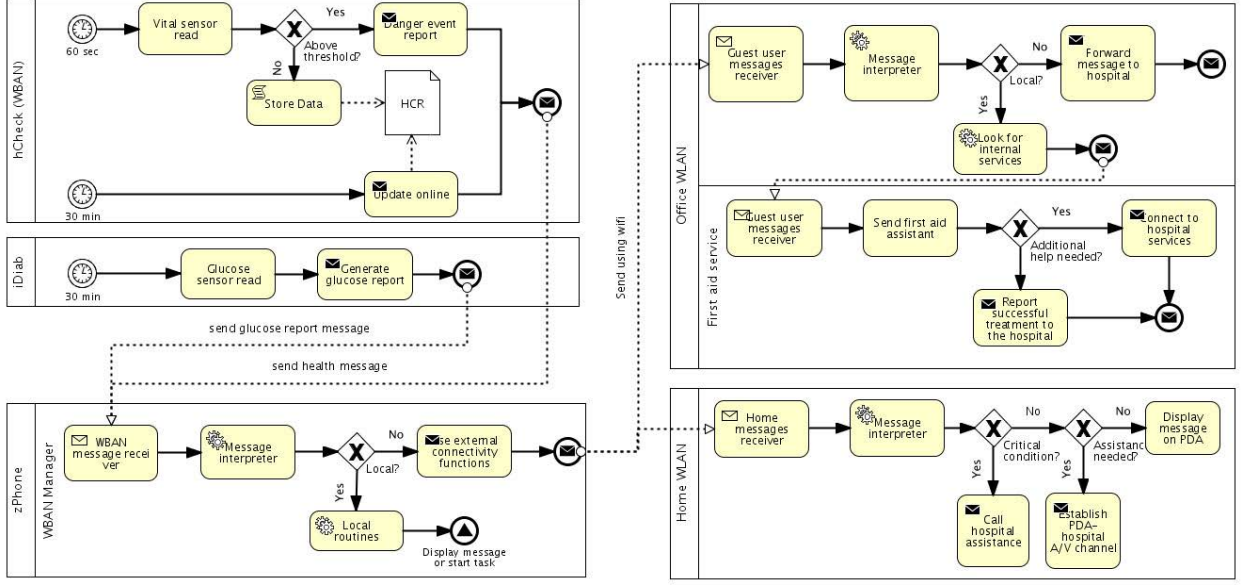 hCheck (WBAN)
60 sec
Vital sensor
read
Above
threshold?
Yes
No
Danger event
report
Store Data
HCR
30 min
Update online
iDiab
30 min
Glucose
sensor read
Generate
glucose report
send glucose report message
send health message
zPhone
WBAN Manager
WBAN
message recei
ver
Message
interpreter
Local?
No
Yes
se external
connectivity
functions
Local
routines
Display message
or start task
Send using wifi
Office WLAN
Guest user
messages
receiver
Message
interpreter
Local?
No
Yes
Forward
message to
hospital
Look for
internal
services
First aid service
Guest user
messages
receiver
Send first aid
assistant
Additional
help needed?
Yes
Connect to
hospital
services
Report
successful
treatment to
the hospital
Home WLAN
Home
messages
receiver
Message
interpreter
Critical
condition?
No
Yes
Assistanc
needed?
No
Yes
Display
message
on PDA
Call
hospital
assistance
Establish
PDA-
hospital
A/V channel